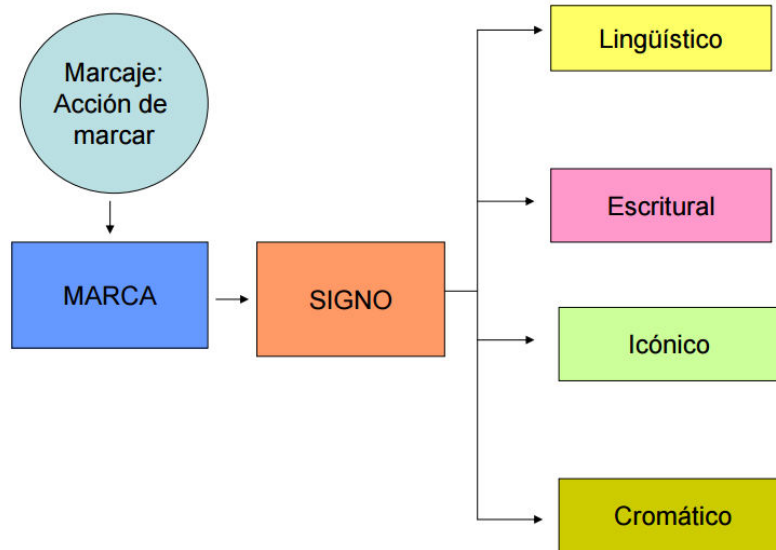 Marcaje:
Acción de
marcar
MARCA
SIGNO
Lingüístico
Escritural
Icónico
Cromático